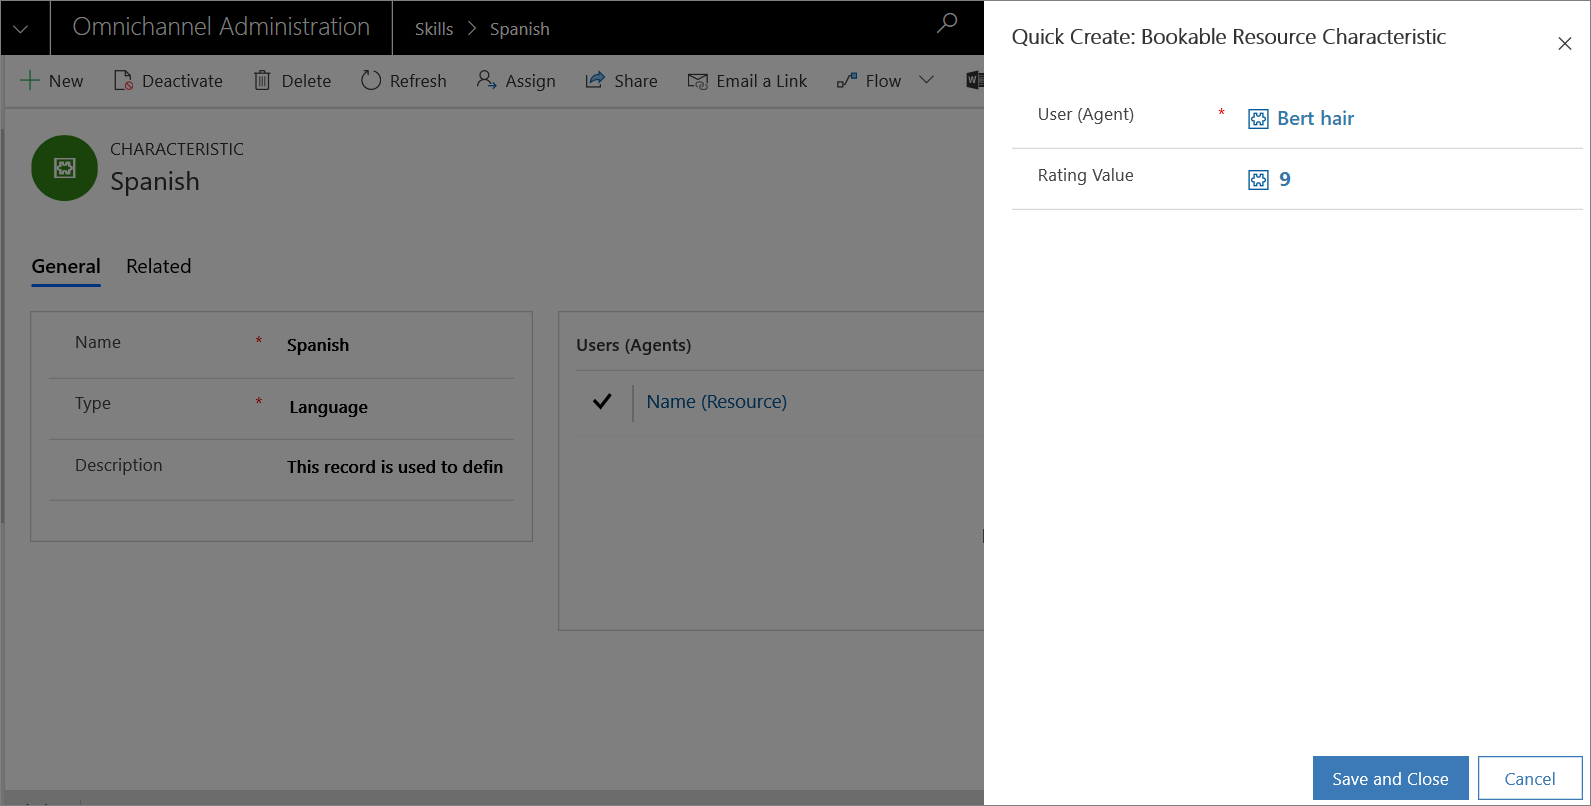 Omnichannel Administration
Skills > Spanish
New Deactivate Delete Refresh Assign Share Email a Link Flow
CHARACTERISTIC
Spanish
General Related
Name * Spanish
Type * Language
Description This record is used to defin
Users (Agents)
Name (Resource)
Quick Create: Bookable Resource Characteristic
User (Agent) * Bert hair
Rating Value 9
Save and Close Cancel